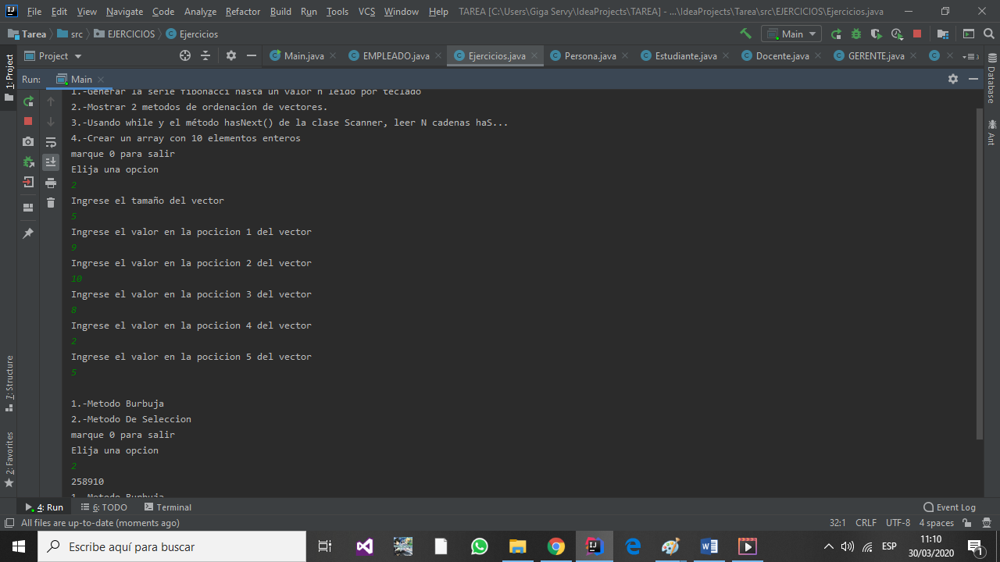 File Edit View Navigate Code Analyze Refactor Build Run Tools VCS Window Help TAREA [C:\Users\Giga Servy\IdeaProjects\TAREA] - ...\IdeaProjects\Tarea\src\EJERCICIOS\Ejercicios.java
Tarea src EJERCICIOS Ejercicios Main
Project Main.java EMPLEADO.java Ejercicios.java Persona.java Estudiante.java Docente.java GERENTE.java
Run: Main
1.-Generar la serie fibonacci hasta un valor n leido por teclado
2.-Mostrar 2 metodos de ordenacion de vectores.
3.-Usando while y el método hasNext() de la clase Scanner, leer N cadenas haS...
4.-Crear un array con 10 elementos enteros
marque 0 para salir
Elija una opcion
2
Ingrese el tamaño del vector
5
Ingrese el valor en la pocicion 1 del vector
9
Ingrese el valor en la pocicion 2 del vector
10
Ingrese el valor en la pocicion 3 del vector
8
Ingrese el valor en la pocicion 4 del vector
2
Ingrese el valor en la pocicion 5 del vector
5
1.-Metodo Burbuja
2.-Metodo De Seleccion
marque 0 para salir
Elija una opcion
2
258910
1.-Metodo Burbuja
1: Project
7: Structure
2: Favorites
Database
Ant
4: Run 6: TODO Terminal Event Log
All files are up-to-date (moments ago) 32:1 CRLF UTF-8 4 spaces
Escribe aquí para buscar ESP 11:10
30/03/2020 1